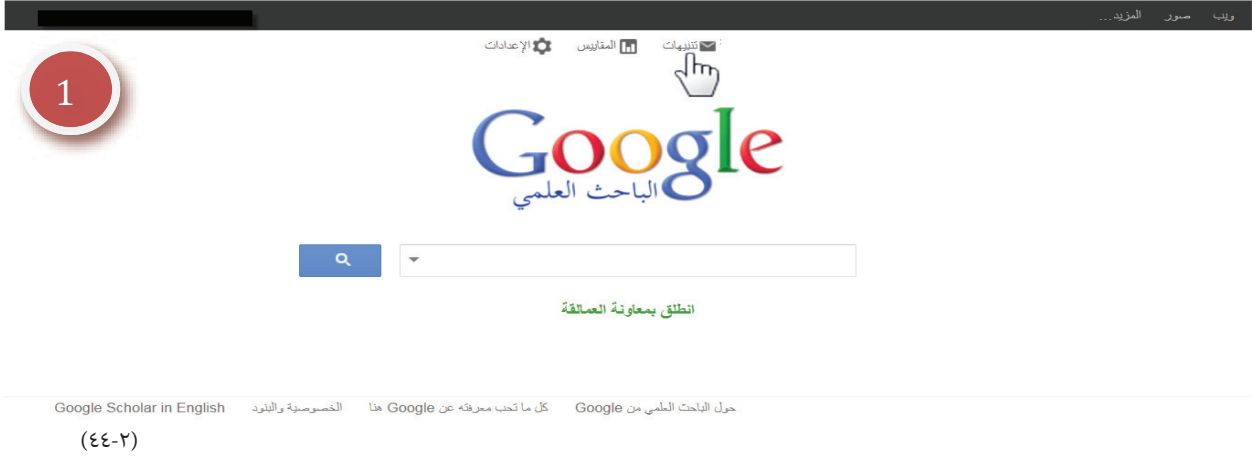 ويب صور المزيد...
تنبيهات المقاييس الإعدادات
1
Google
الباحث العلمي
انطلق بمعاونة العمالقة
حول الباحث العلمي من Google كل ما تحب معرفته عن Google هنا الخصوصية والبنود Google Scholar in English
(٢-٤٤)